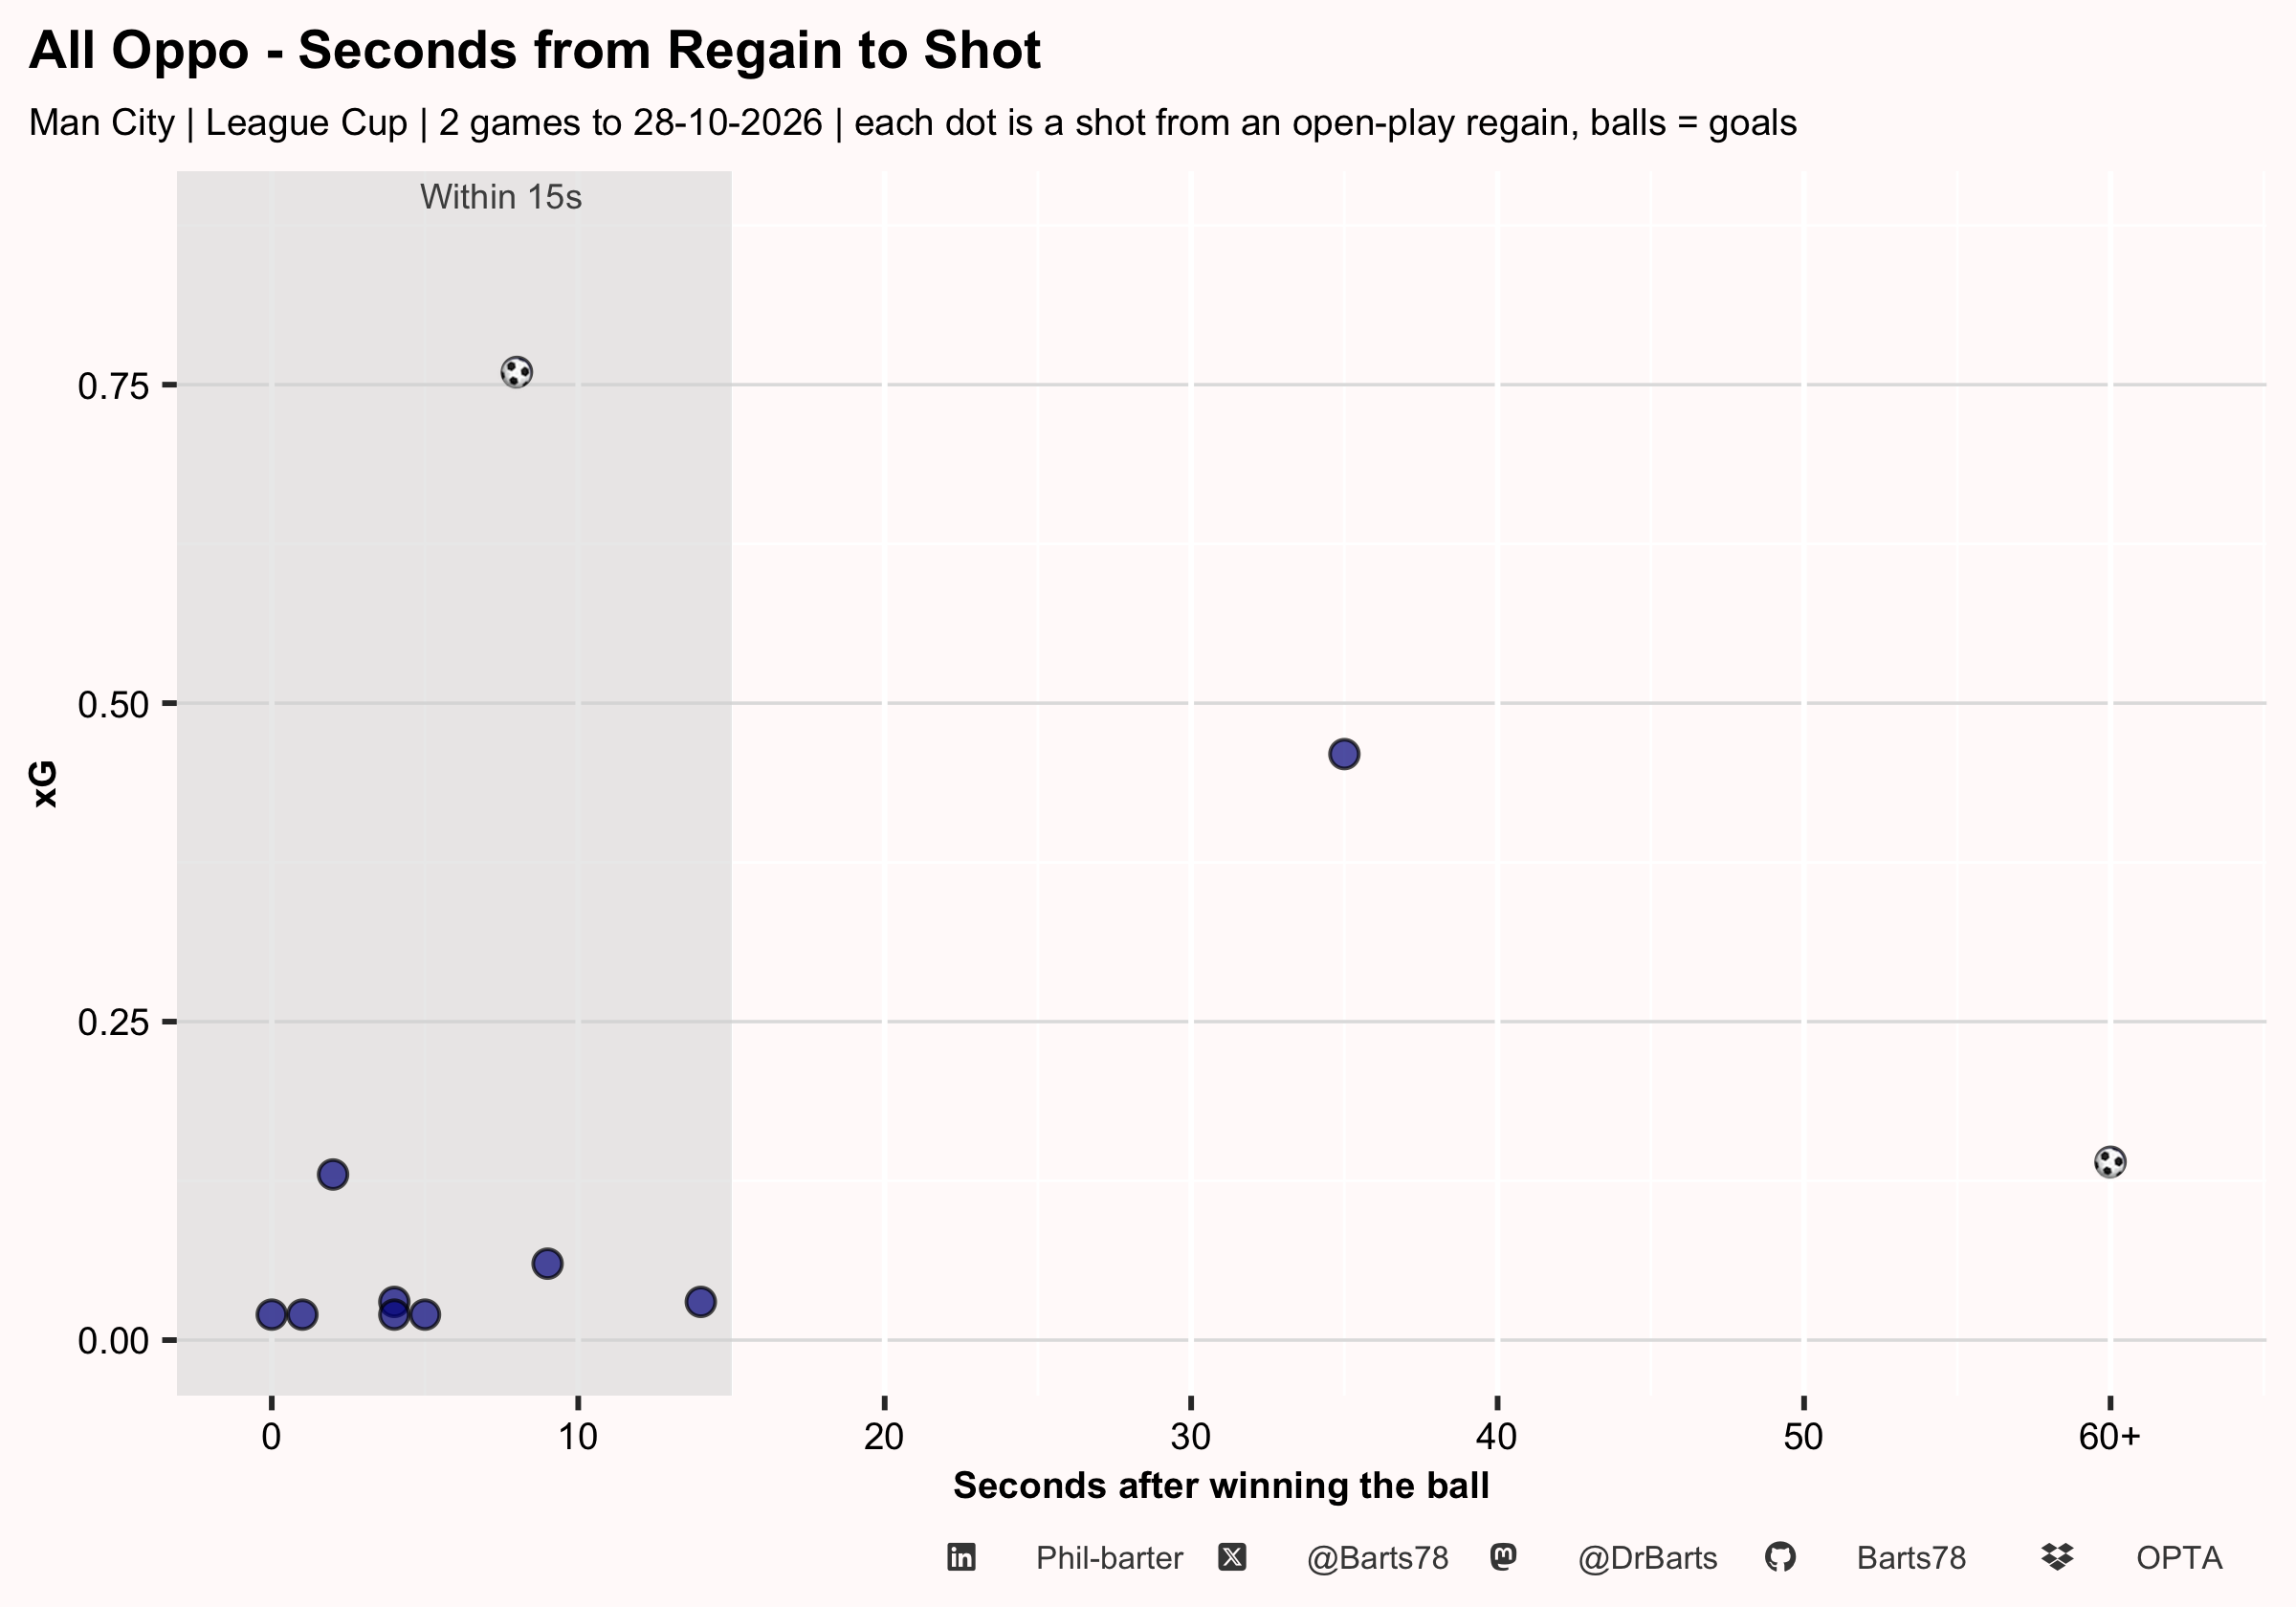 All Oppo - Seconds from Regain to Shot
Man City | League Cup | 2 games to 28-10-2026 | each dot is a shot from an open-play regain, balls = goals
Within 15s
0.75
0.50
0.25
0.00
xG
0 10 20 30 40 50 60+
Seconds after winning the ball
Phil-barter @Barts78 @DrBarts Barts78 OPTA